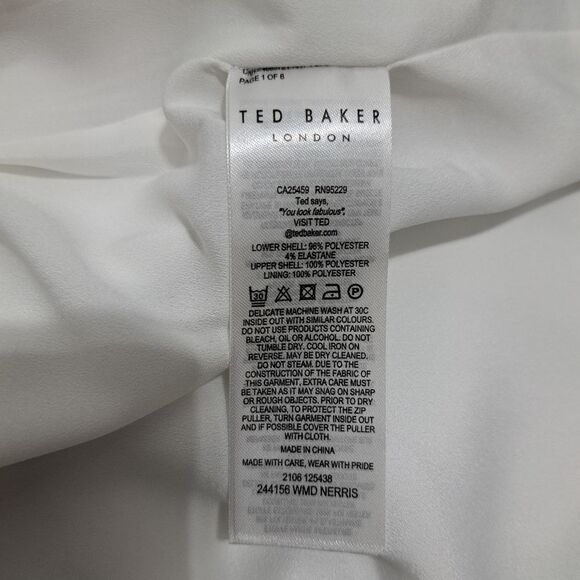 PAGE 1 OF 8
TED BAKER
LONDON
CA25459 RN95229
Ted says,
"You look fabulous".
VISIT TED
@tedbaker.com
LOWER SHELL: 96% POLYESTER
4% ELASTANE
UPPER SHELL: 100% POLYESTER
LINING: 100% POLYESTER
30 P
DELICATE MACHINE WASH AT 30C
INSIDE OUT WITH SIMILAR COLOURS.
DO NOT USE PRODUCTS CONTAINING
BLEACH, OIL OR ALCOHOL. DO NOT
TUMBLE DRY. COOL IRON ON
REVERSE. MAY BE DRY CLEANED.
DO NOT STEAM. DUE TO THE
CONSTRUCTION OF THE FABRIC OF
THIS GARMENT, EXTRA CARE MUST
BE TAKEN AS IT MAY SNAG ON SHARP
OR ROUGH OBJECTS. PRIOR TO DRY
CLEANING, TO PROTECT THE ZIP
PULLER, TURN GARMENT INSIDE OUT
AND IF POSSIBLE COVER THE PULLER
WITH CLOTH.
MADE IN CHINA
MADE WITH CARE, WEAR WITH PRIDE
2106 125438
244156 WMD NERRIS